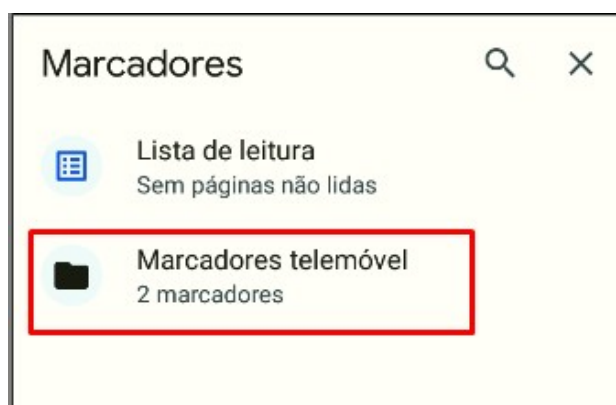 Marcadores
Lista de leitura
Sem páginas não lidas
Marcadores telemóvel
2 marcadores